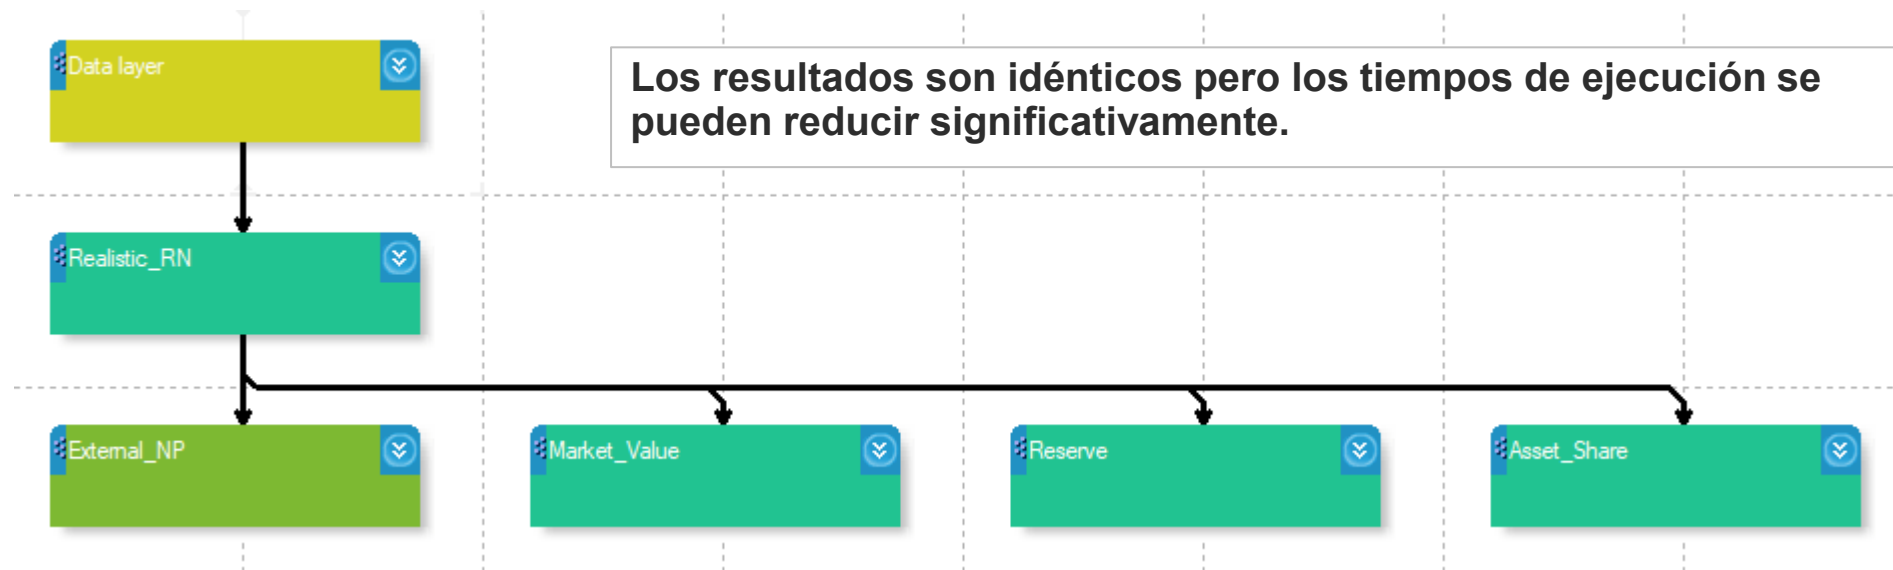 Data layer
Los resultados son idénticos pero los tiempos de ejecución se
pueden reducir significativamente.
Realistic_RN
External_NP
Market_Value
Reserve
Asset_Share